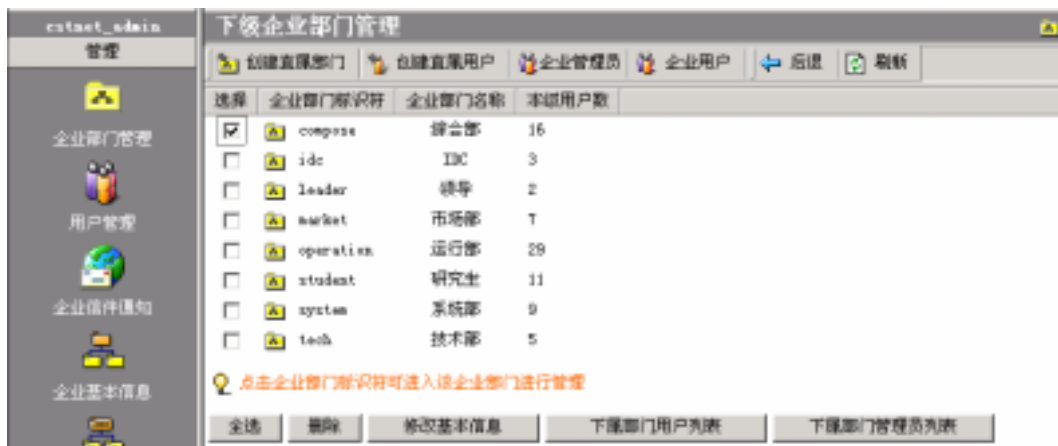 cstnet_admin
管理
企业部门管理
用户管理
企业信件通知
企业基本信息
下级企业部门管理
创建直属部门 创建直属用户 企业管理员 企业用户 后退 刷新
选择 企业部门标识符 企业部门名称 本级用户数
compose 综合部 16
idc IDC 3
leader 领导 2
market 市场部 7
operation 运行部 29
student 研究生 11
system 系统部 9
tech 技术部 5
点击企业部门标识符可进入该企业部门进行管理
全选 删除 修改基本信息 下属部门用户列表 下属部门管理员列表